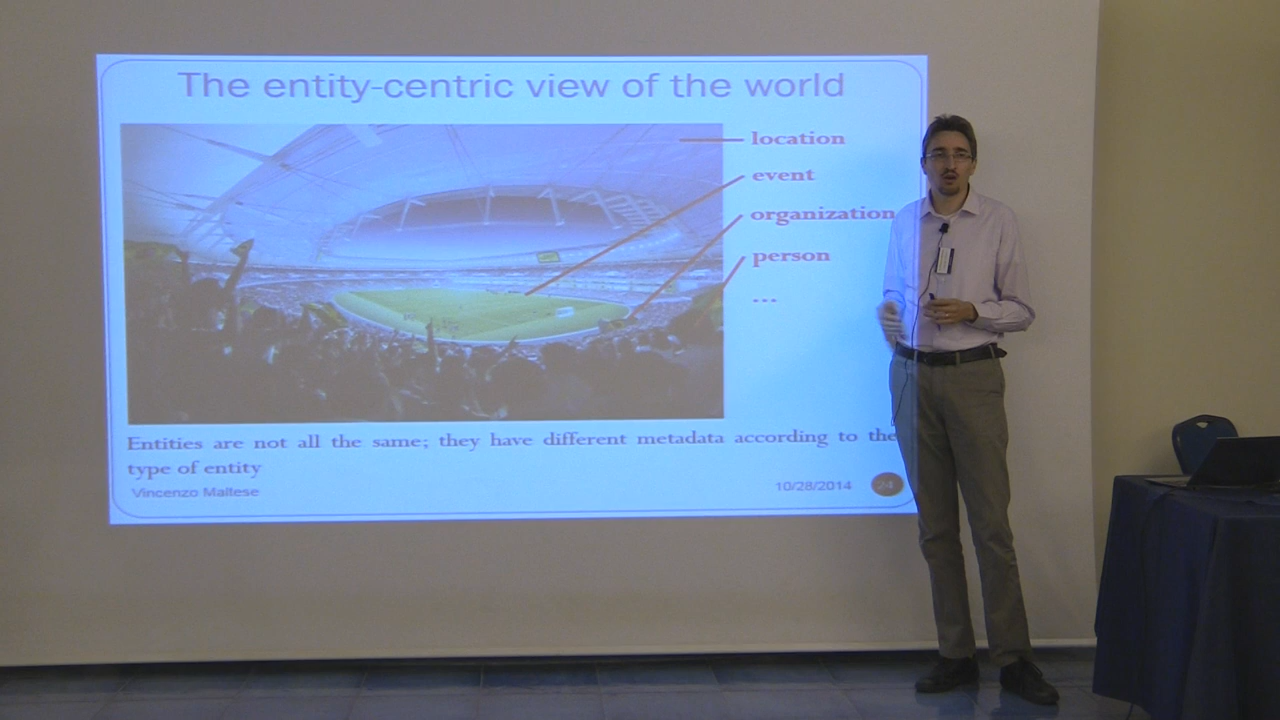 The entity-centric view of the world
location
event
organization
person
...
Entities are not all the same; they have different metadata according to the
type of entity
Vincenzo Maltese
10/28/2014
24